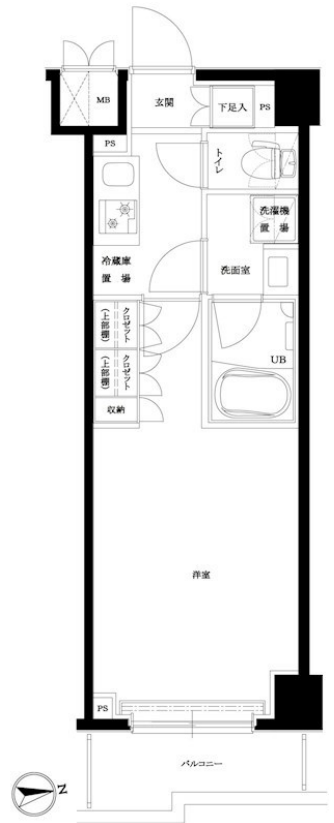 MB
玄関
下足入
PS
PS
トイレ
洗濯機
置場
冷蔵庫
置場
洗面室
クロゼット
(上部棚)
クロゼット
(上部棚)
UB
収納
洋室
PS
バルコニー
N